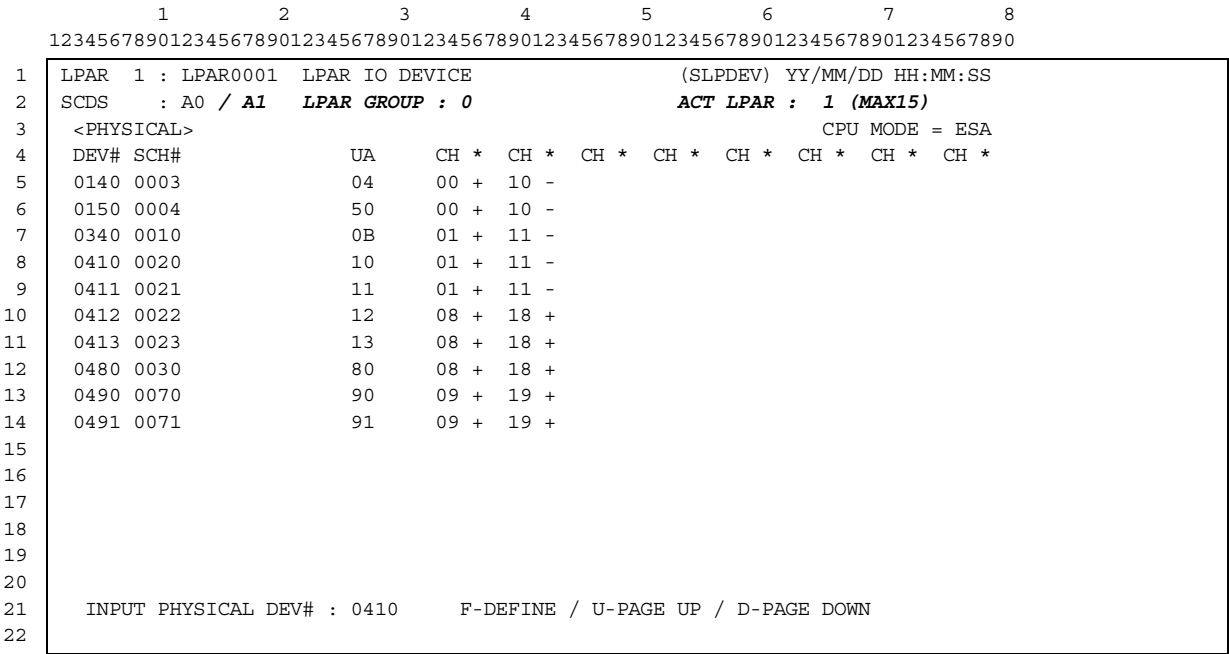 1 2 3 4 5 6 7 8
12345678901234567890123456789012345678901234567890123456789012345678901234567890
1 LPAR 1 : LPAR0001 LPAR IO DEVICE (SLPDEV) YY/MM/DD HH:MM:SS
2 SCDS : A0 / A1 LPAR GROUP : 0 ACT LPAR : 1 (MAX15)
3 <PHYSICAL> CPU MODE = ESA
4 DEV# SCH# UA CH * CH * CH * CH * CH * CH * CH * CH *
5 0140 0003 04 00 + 10 -
6 0150 0004 50 00 + 10 -
7 0340 0010 0B 01 + 11 -
8 0410 0020 10 01 + 11 -
9 0411 0021 11 01 + 11 -
10 0412 0022 12 08 + 18 +
11 0413 0023 13 08 + 18 +
12 0480 0030 80 08 + 18 +
13 0490 0070 90 09 + 19 +
14 0491 0071 91 09 + 19 +
15
16
17
18
19
20
21 INPUT PHYSICAL DEV# : 0410 F-DEFINE / U-PAGE UP / D-PAGE DOWN
22